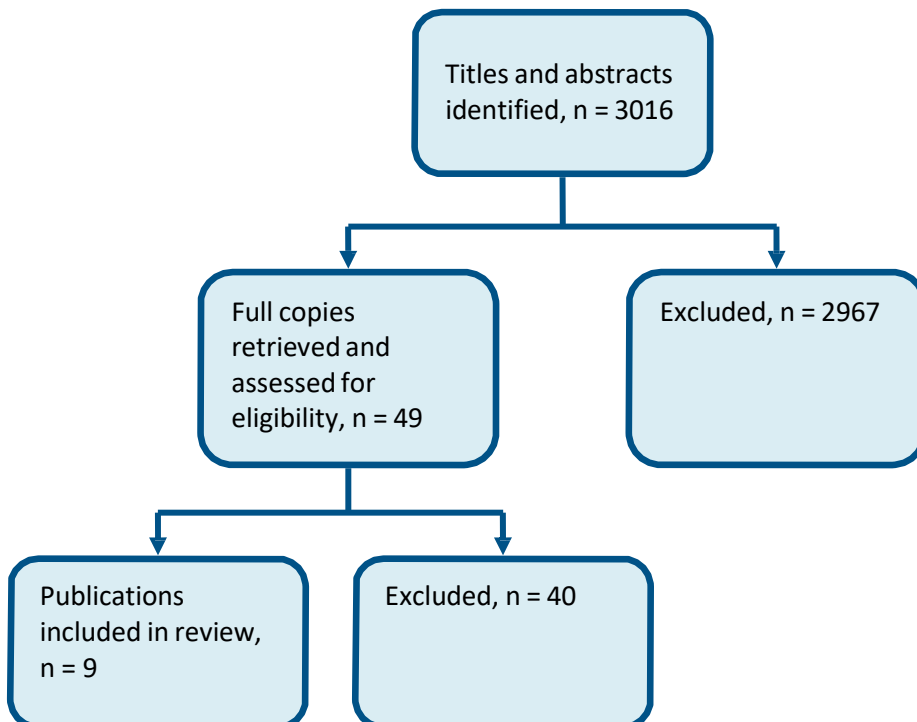 Titles and abstracts
identified, n = 3016
Full copies
retrieved and
assessed for
eligibility, n = 49
Excluded, n = 2967
Publications
included in review,
n = 9
Excluded, n = 40